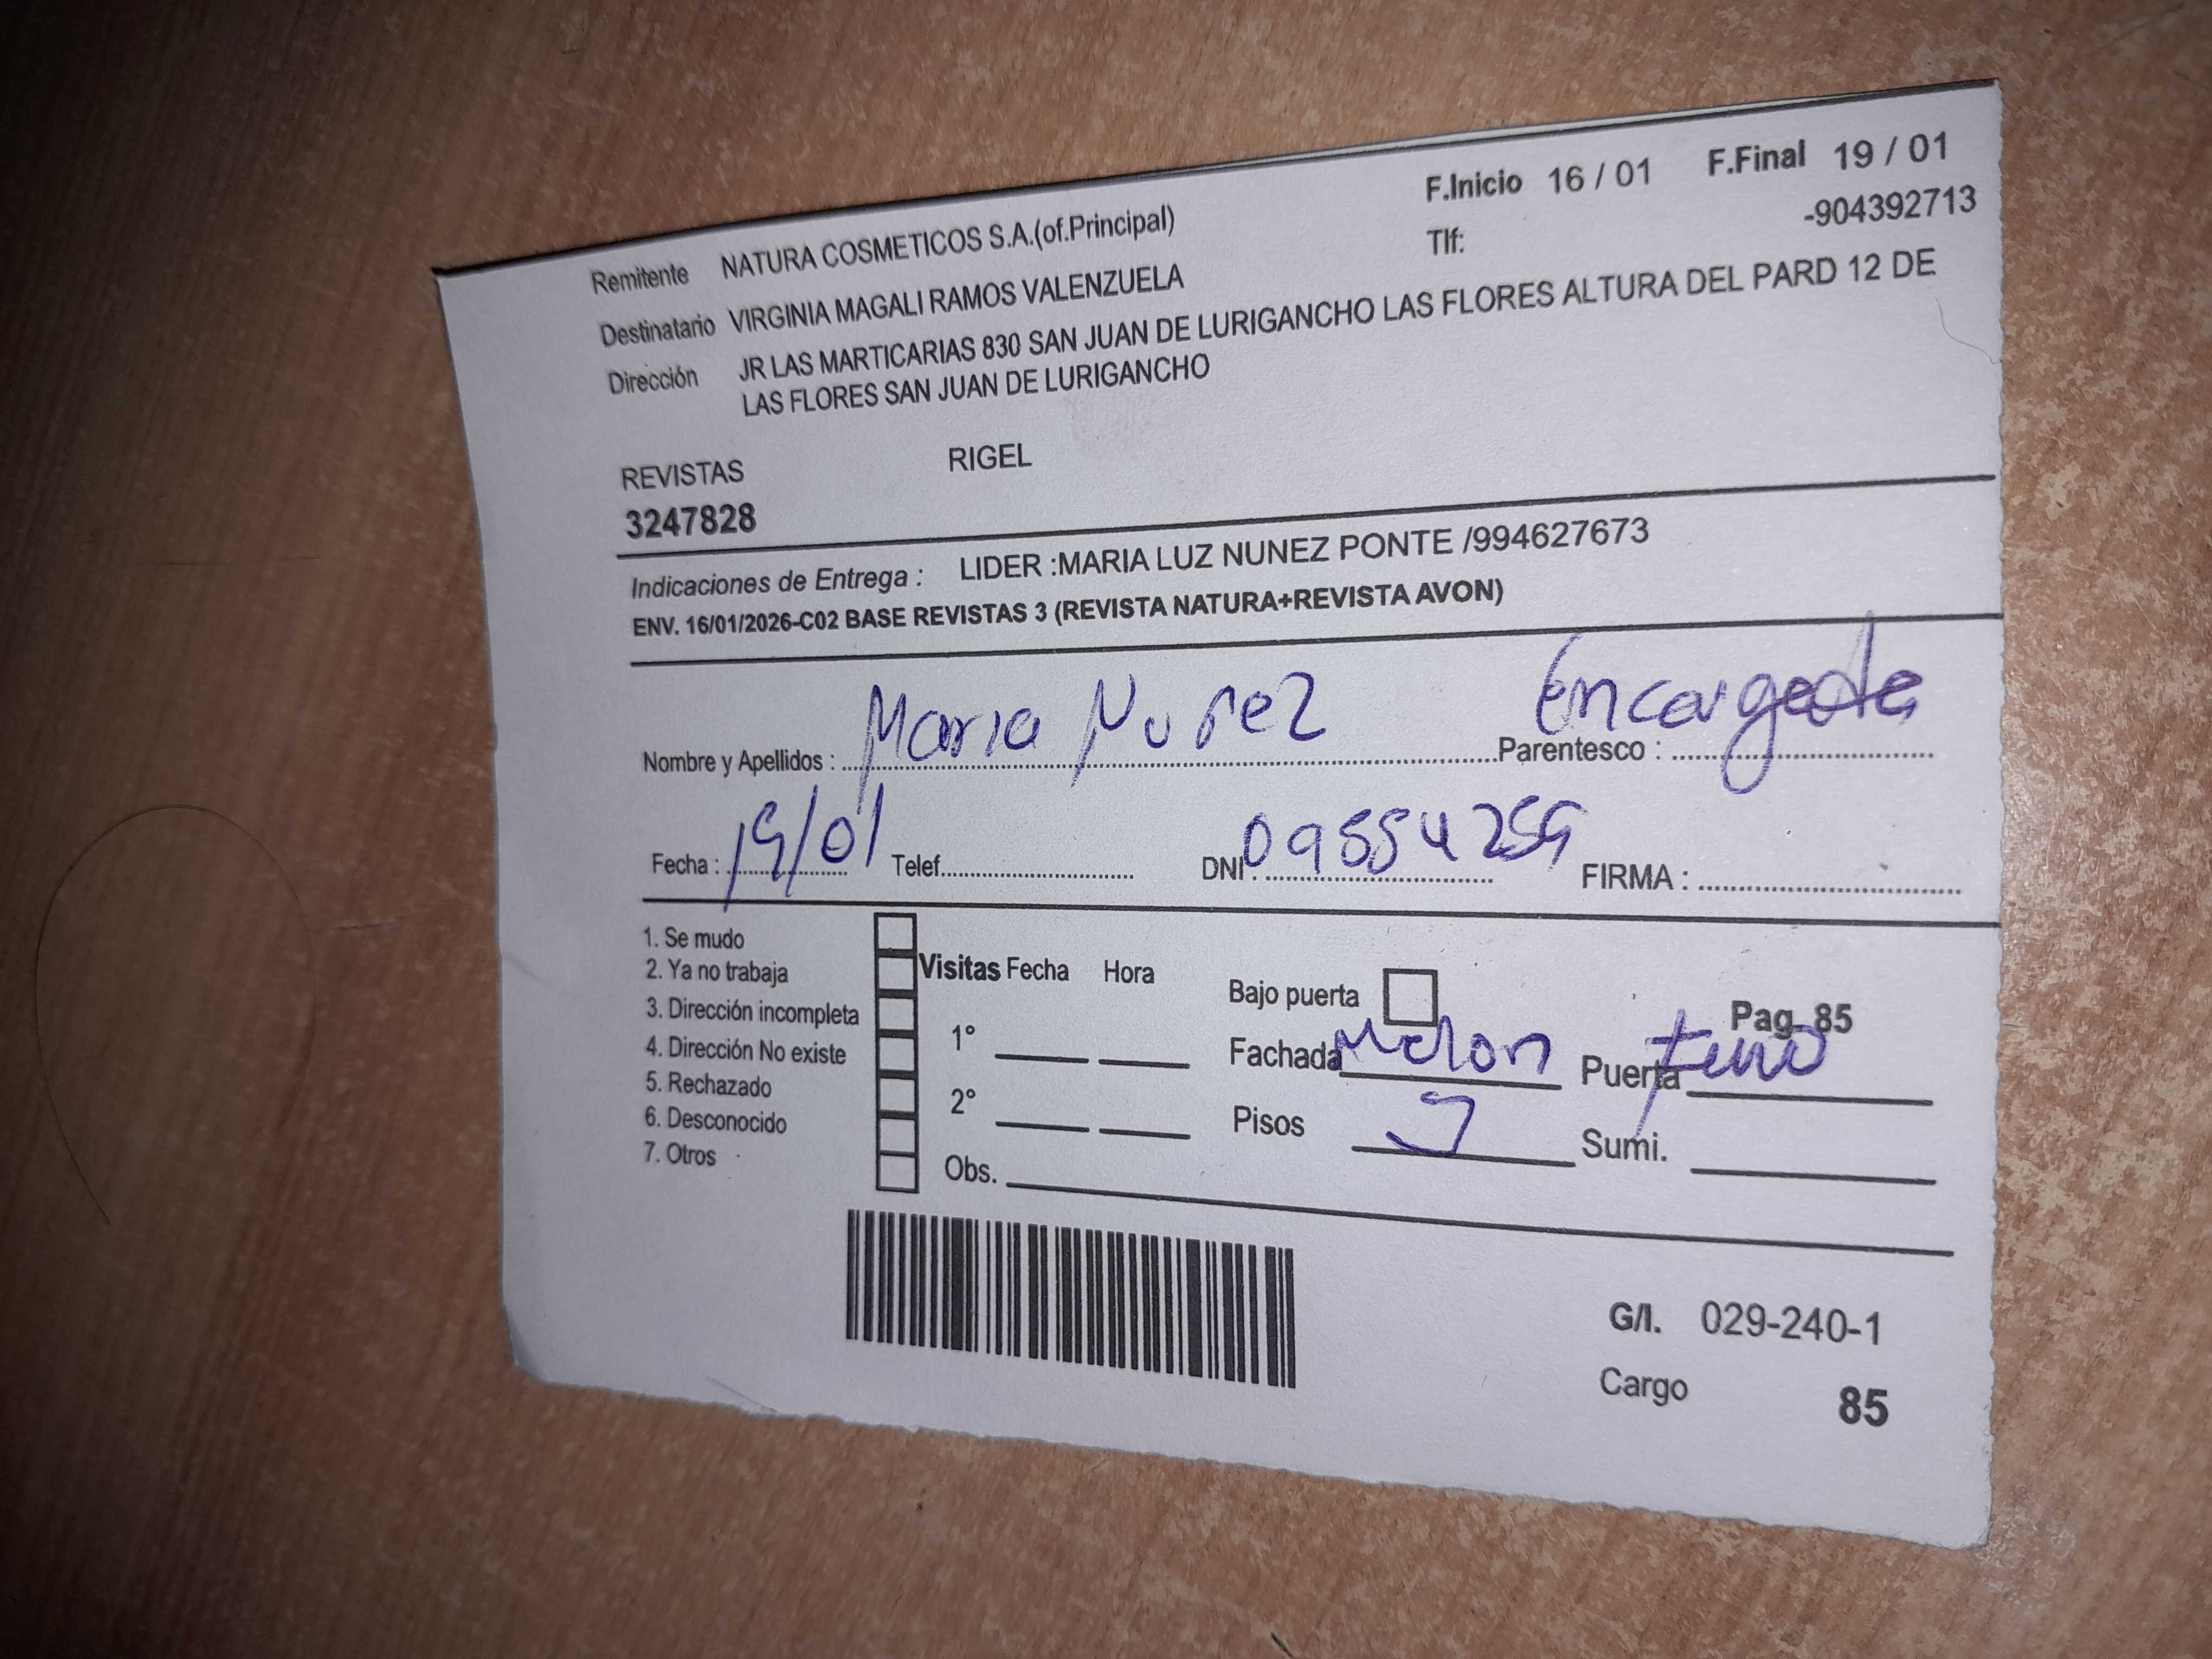 F.Inicio 16 / 01 F.Final 19 / 01
Remitente NATURA COSMETICOS S.A.(of.Principal) Tlf: -904392713
Destinatario VIRGINIA MAGALI RAMOS VALENZUELA
Dirección JR LAS MARTICARIAS 830 SAN JUAN DE LURIGANCHO LAS FLORES ALTURA DEL PARD 12 DE
LAS FLORES SAN JUAN DE LURIGANCHO
REVISTAS RIGEL
3247828
Indicaciones de Entrega : LIDER :MARIA LUZ NUNEZ PONTE /994627673
ENV. 16/01/2026-C02 BASE REVISTAS 3 (REVISTA NATURA+REVISTA AVON)
Nombre y Apellidos : Maria Nuñez Parentesco : Encargada
Fecha : 19/01 Telef. DNI : 09554259 FIRMA :
1. Se mudo
2. Ya no trabaja Visitas Fecha Hora Bajo puerta
3. Dirección incompleta Pag. 85
4. Dirección No existe 1° Fachada Melon Puerta
5. Rechazado
6. Desconocido 2° Pisos Sumi.
7. Otros Obs.
G/I. 029-240-1
Cargo 85